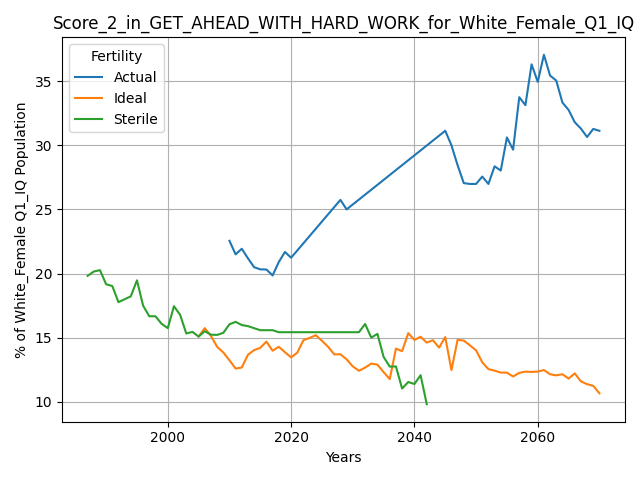 Score_2_in_GET_AHEAD_WITH_HARD_WORK_for_White_Female_Q1_IQ
Fertility
Actual
Ideal
Sterile
% of White_Female Q1_IQ Population
35
30
25
20
15
10
2000
2020
2040
2060
Years